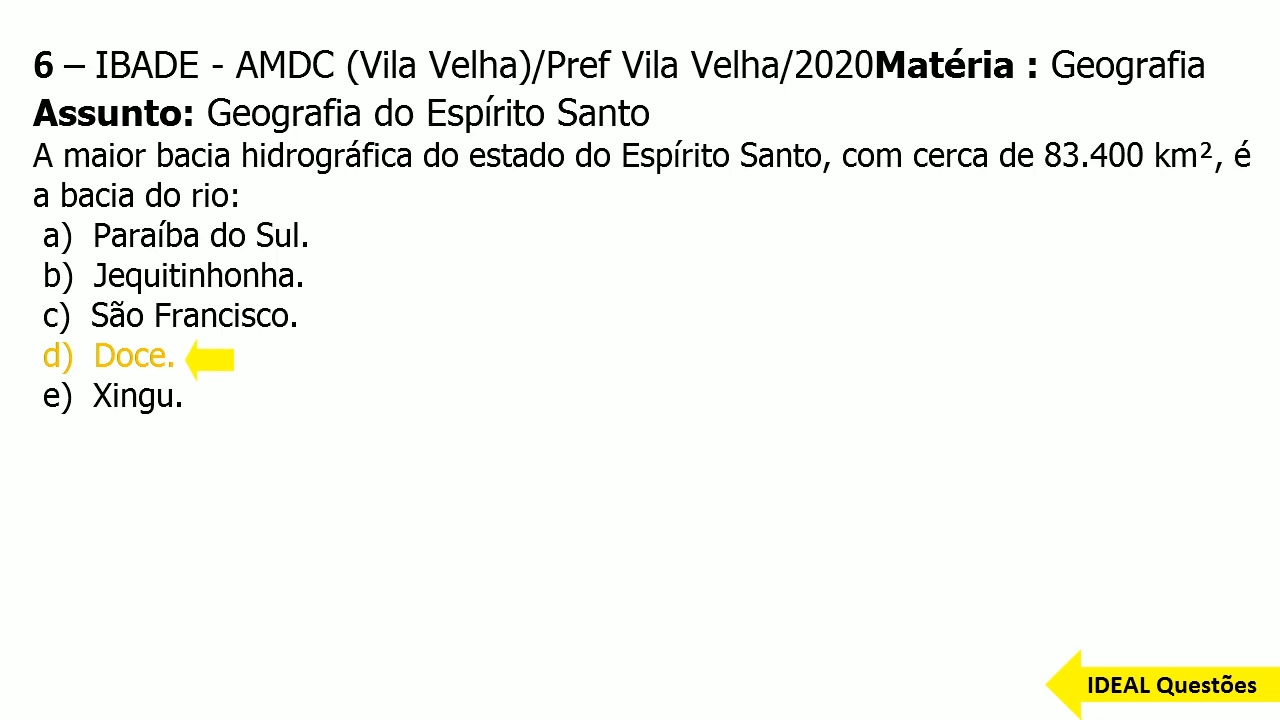 6 – IBADE - AMDC (Vila Velha)/Pref Vila Velha/2020Matéria : Geografia
Assunto: Geografia do Espírito Santo
A maior bacia hidrográfica do estado do Espírito Santo, com cerca de 83.400 km², é
a bacia do rio:
a) Paraíba do Sul.
b) Jequitinhonha.
c) São Francisco.
d) Doce.
e) Xingu.
IDEAL Questões